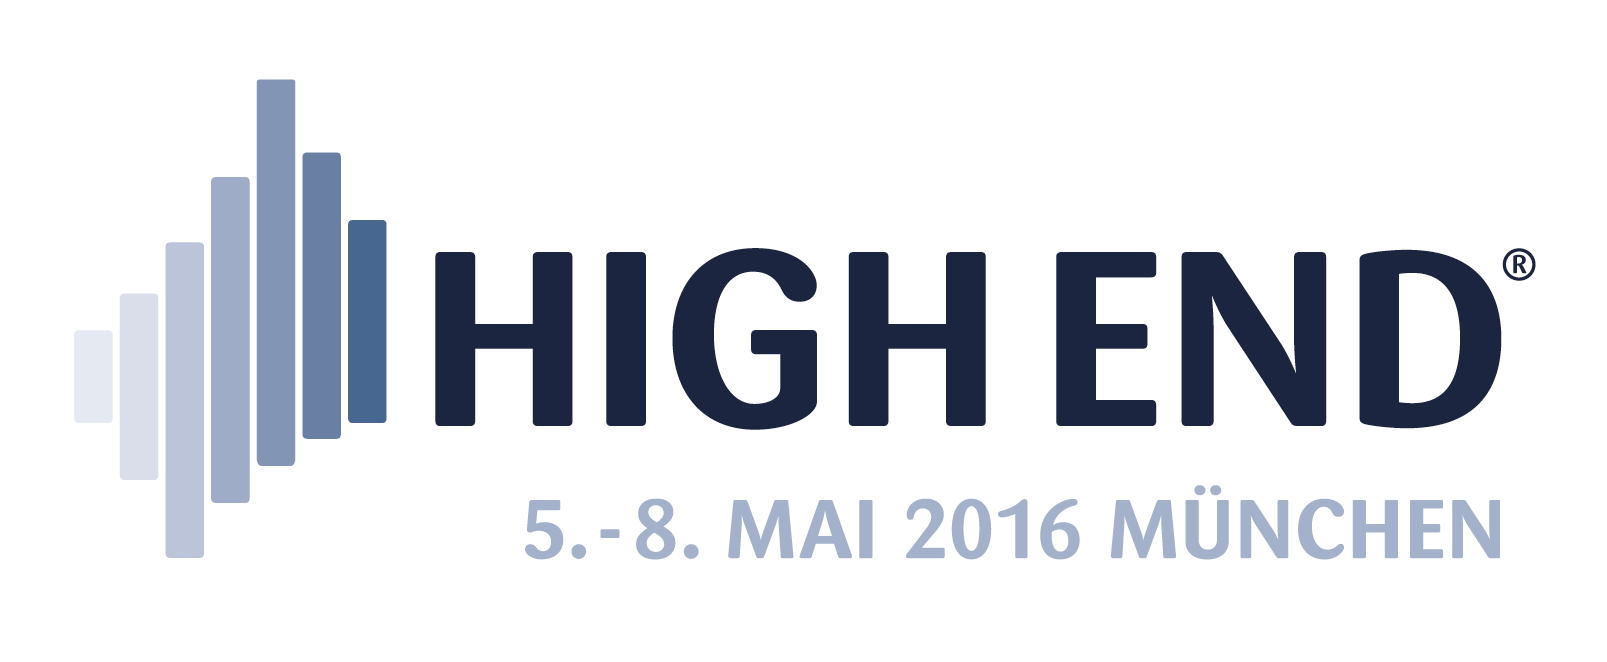 HIGH END®
5.-8. MAI 2016 MÜNCHEN